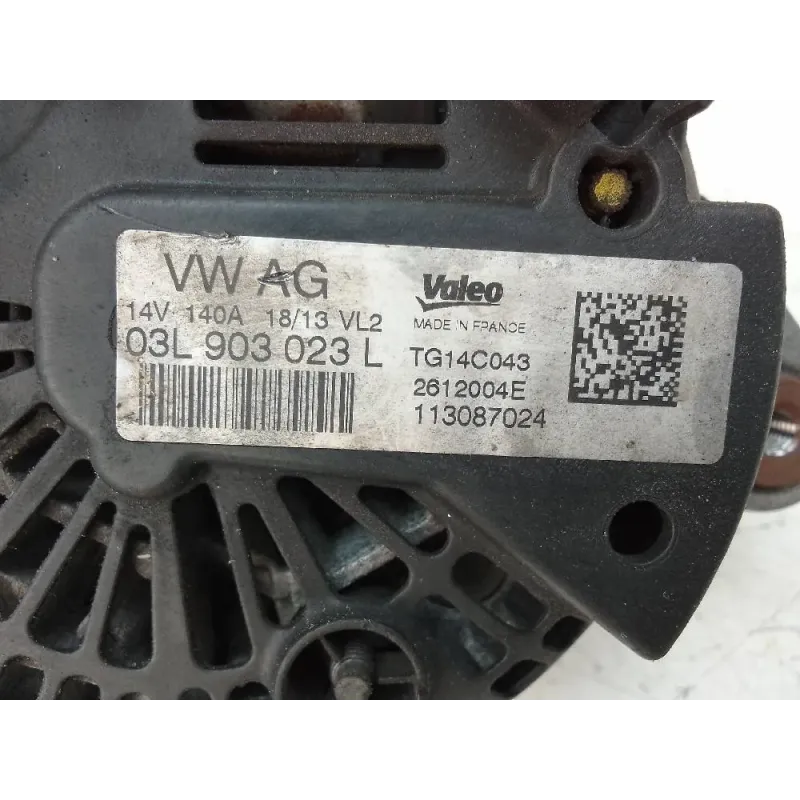 VW AG
14V 140A 18/13 VL2
03L 903 023 L
Valeo
MADE IN FRANCE
TG14C043
2612004E
113087024